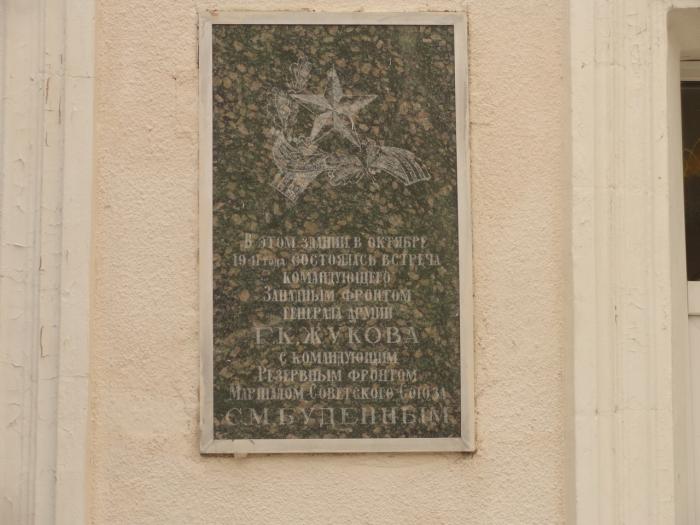 В этом здании в октябре
1941 года состоялась встреча
командующего
Западным фронтом
генерала армии
Г.К.ЖУКОВА
с командующим
Резервным фронтом
Маршалом Советского Союза
С.М.БУДЕННЫМ